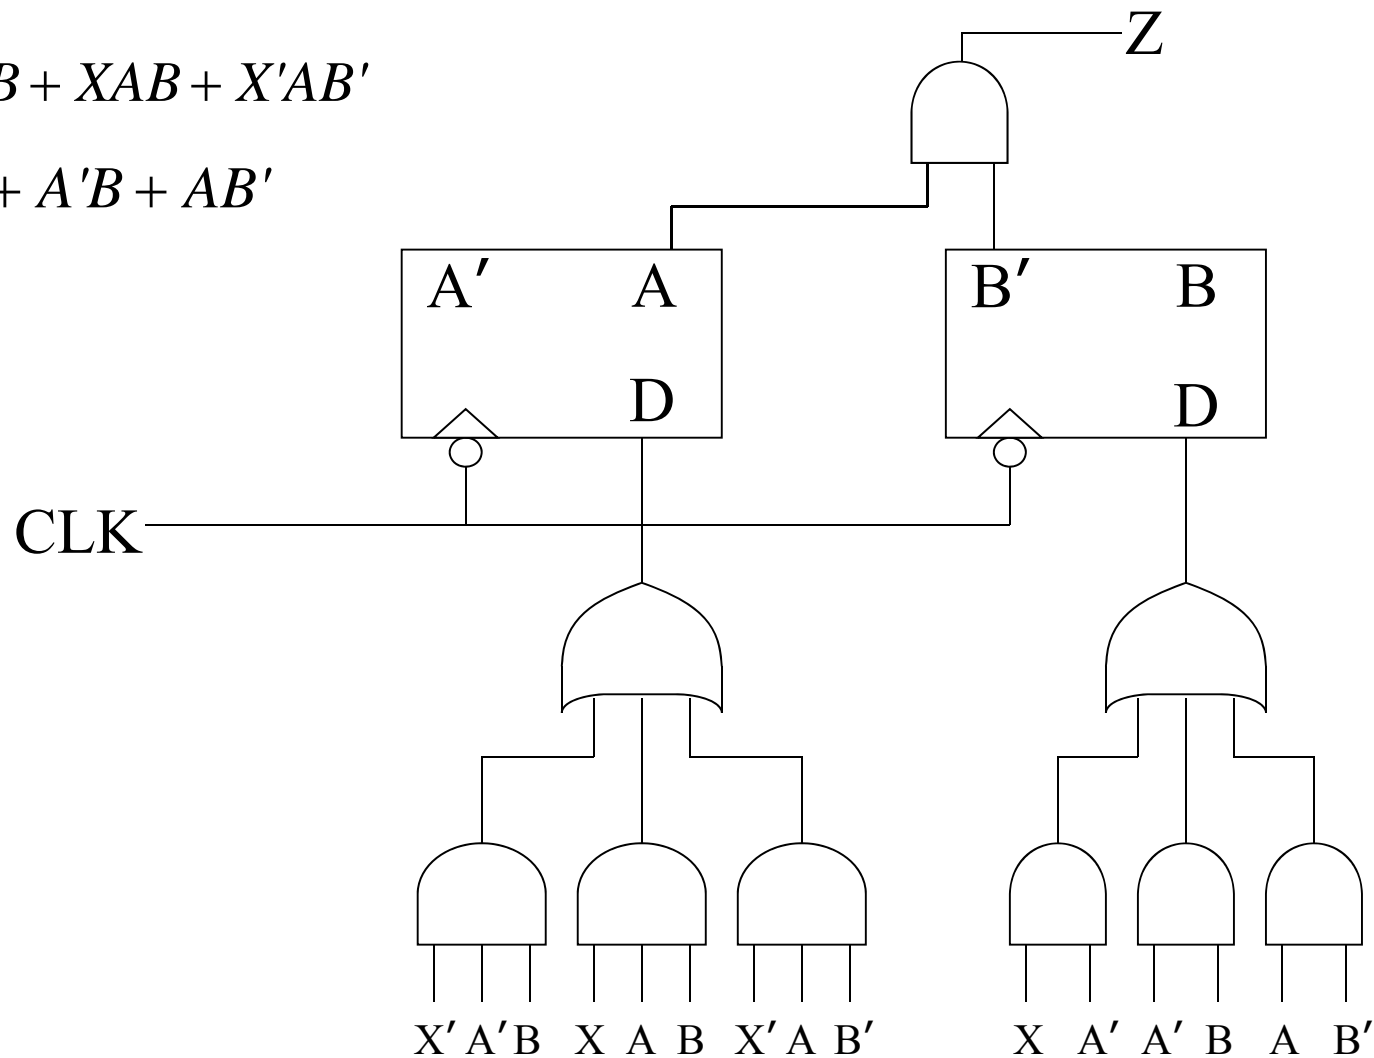 Z
B + XAB + X′AB′
+ A′B + AB′
A′ A B′ B
D D
CLK
X′ A′ B X A B X′ A B′ X A′ A′ B A B′